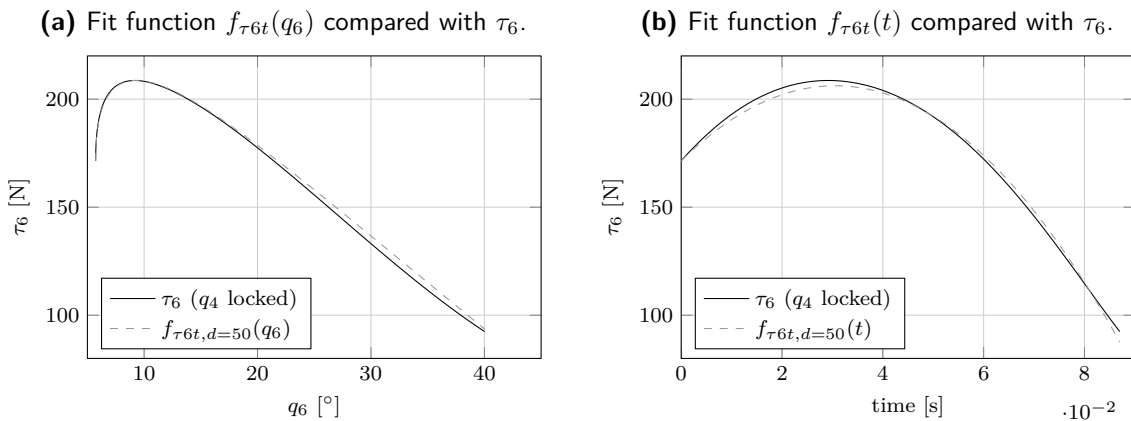 (a) Fit function f_{τ6t}(q_6) compared with τ_6.
200
150
100
τ_6 [N]
τ_6 (q_4 locked)
f_{τ6t,d=50}(q_6)
10 20 30 40
q_6 [°]
(b) Fit function f_{τ6t}(t) compared with τ_6.
200
150
100
τ_6 [N]
τ_6 (q_4 locked)
f_{τ6t,d=50}(t)
0 2 4 6 8
time [s]
·10^{−2}